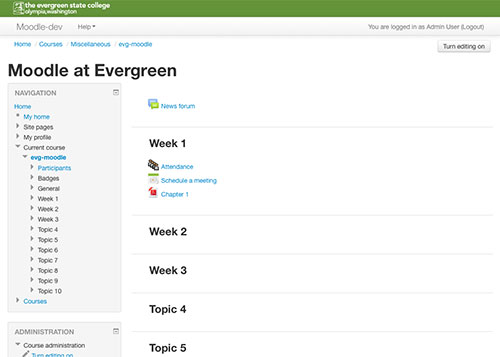 the evergreen state college
olympia,washington
Moodle-dev
Help
You are logged in as Admin User (Logout)
Home / Courses / Miscellaneous / evg-moodle
Turn editing on
Moodle at Evergreen
NAVIGATION
Home
My home
Site pages
My profile
Current course
evg-moodle
Participants
Badges
General
Week 1
Week 2
Week 3
Topic 4
Topic 5
Topic 6
Topic 7
Topic 8
Topic 9
Topic 10
Courses
ADMINISTRATION
Course administration
Turn editing on
News forum
Week 1
Attendance
Schedule a meeting
Chapter 1
Week 2
Week 3
Topic 4
Topic 5